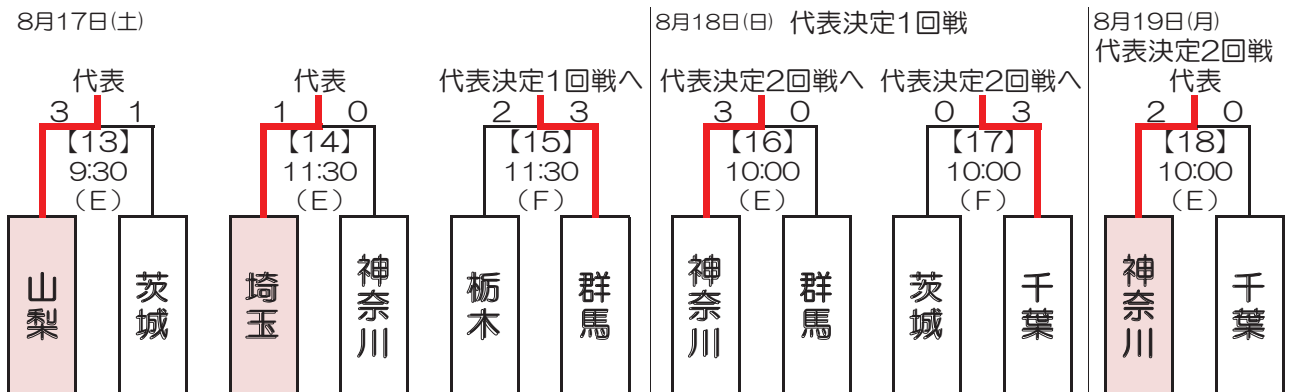 8月17日(土)
8月18日(日) 代表決定1回戦
8月19日(月)
代表決定2回戦
代表 代表 代表決定1回戦へ 代表決定2回戦へ 代表決定2回戦へ 代表
3 1 1 0 2 3 3 0 0 3 2 0
【13】 【14】 【15】 【16】 【17】 【18】
9:30 11:30 11:30 10:00 10:00 10:00
(E) (E) (F) (E) (F) (E)
山梨 茨城 埼玉 神奈川 栃木 群馬 神奈川 群馬 茨城 千葉 神奈川 千葉